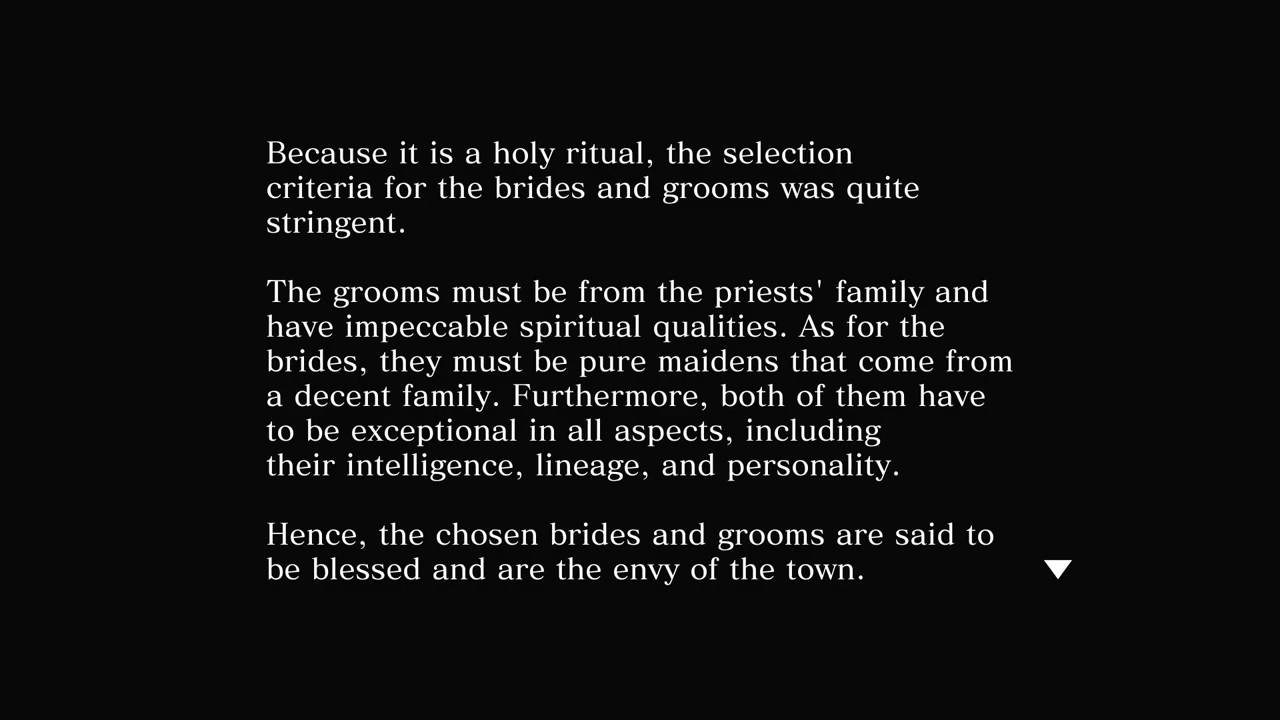 Because it is a holy ritual, the selection
criteria for the brides and grooms was quite
stringent.
The grooms must be from the priests' family and
have impeccable spiritual qualities. As for the
brides, they must be pure maidens that come from
a decent family. Furthermore, both of them have
to be exceptional in all aspects, including
their intelligence, lineage, and personality.
Hence, the chosen brides and grooms are said to
be blessed and are the envy of the town.